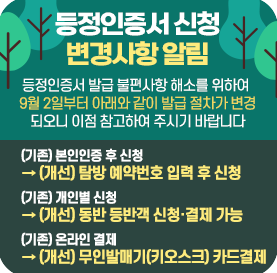 등정인증서 신청
변경사항 알림
등정인증서 발급 불편사항 해소를 위하여
9월 2일부터 아래와 같이 발급 절차가 변경
되오니 이점 참고하여 주시기 바랍니다
(기존) 본인인증 후 신청
→ (개선) 탐방 예약번호 입력 후 신청
(기존) 개인별 신청
→ (개선) 동반 등반객 신청·결제 가능
(기존) 온라인 결제
→ (개선) 무인발매기(키오스크) 카드결제